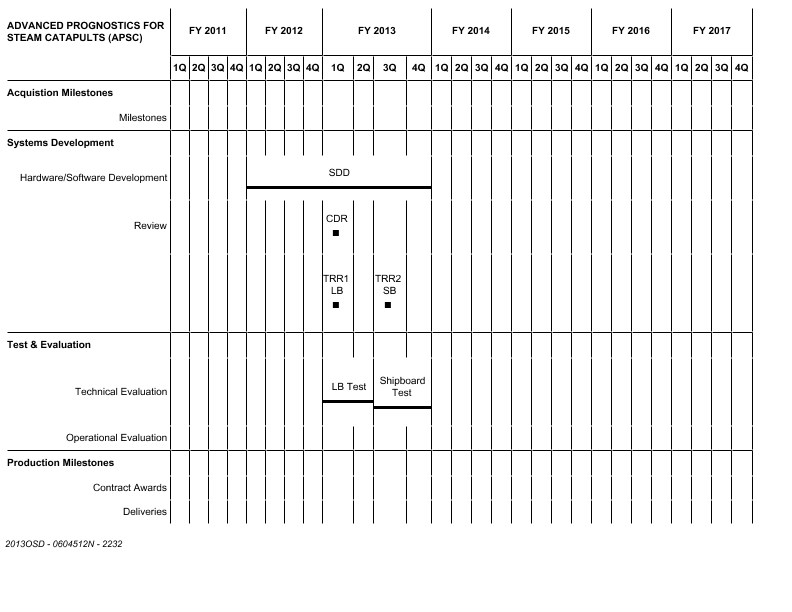 ADVANCED PROGNOSTICS FOR
STEAM CATAPULTS (APSC)
FY 2011 FY 2012 FY 2013 FY 2014 FY 2015 FY 2016 FY 2017
1Q 2Q 3Q 4Q 1Q 2Q 3Q 4Q 1Q 2Q 3Q 4Q 1Q 2Q 3Q 4Q 1Q 2Q 3Q 4Q 1Q 2Q 3Q 4Q 1Q 2Q 3Q 4Q
Acquistion Milestones
Milestones
Systems Development
Hardware/Software Development
SDD
Review
CDR
TRR1
LB
TRR2
SB
Test & Evaluation
Technical Evaluation
LB Test
Shipboard
Test
Operational Evaluation
Production Milestones
Contract Awards
Deliveries
2013OSD - 0604512N - 2232